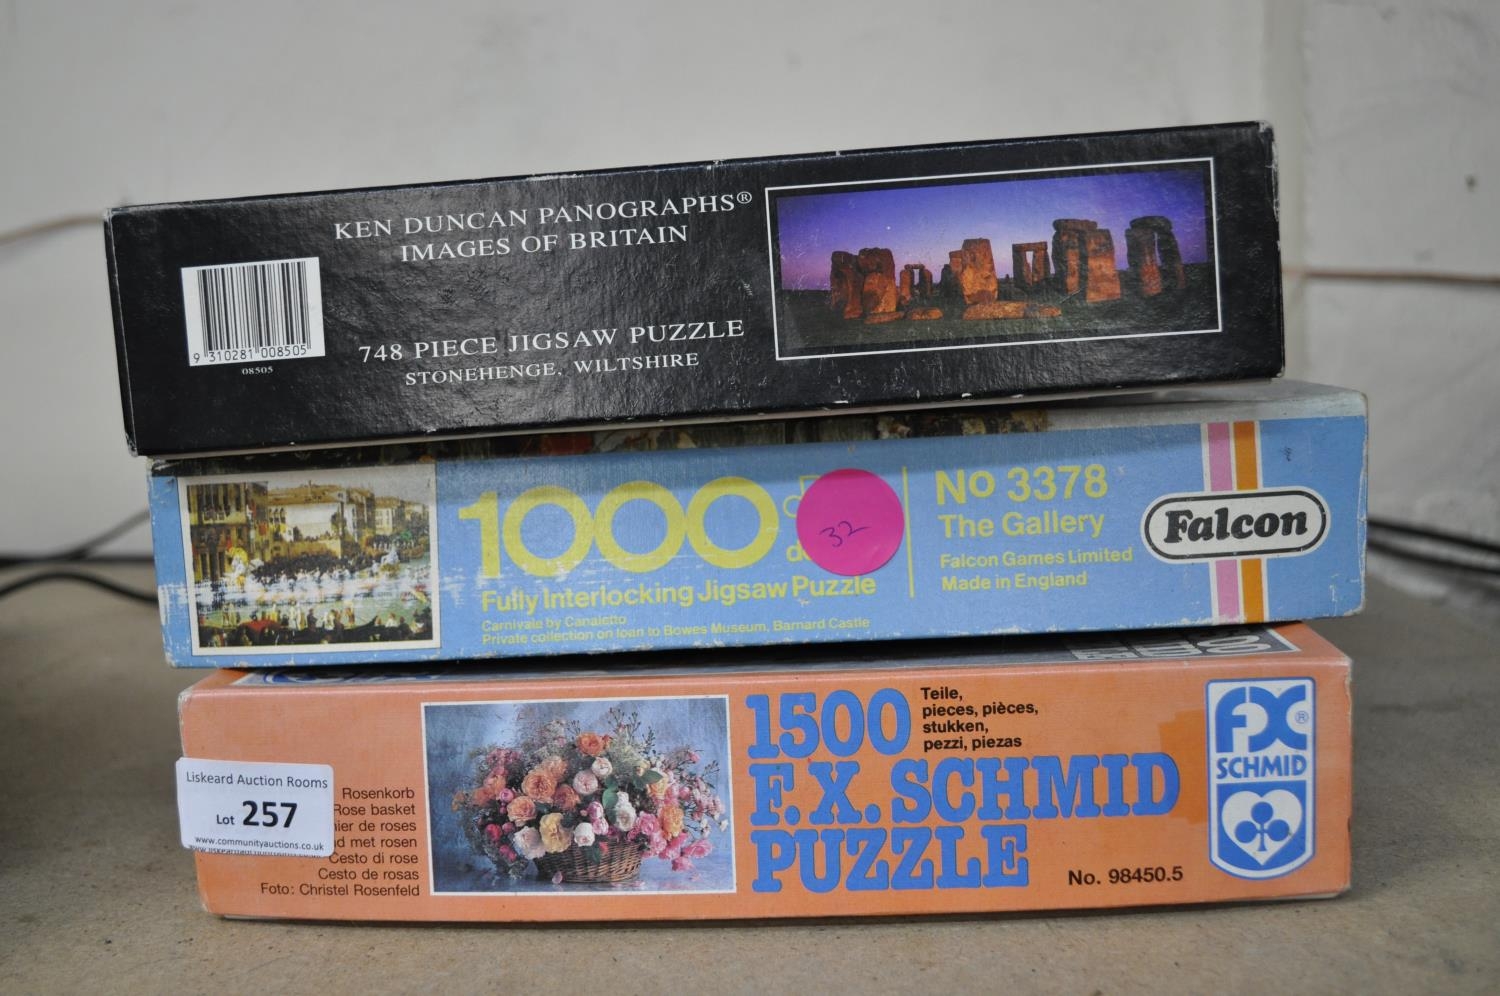 KEN DUNCAN PANOGRAPHS®
IMAGES OF BRITAIN
9 310281 008505
08505
748 PIECE JIGSAW PUZZLE
STONEHENGE, WILTSHIRE
1000
32
Fully Interlocking Jigsaw Puzzle
Carnivale by Canaletto
Private collection on loan to Bowes Museum, Barnard Castle
No 3378
The Gallery
Falcon Games Limited
Made in England
Falcon
1500
Teile,
pieces, pièces,
stukken,
pezzi, piezas
F.X. SCHMID
PUZZLE
No. 98450.5
FX®
SCHMID
Liskeard Auction Rooms
Lot 257
www.communityauctions.co.uk
Rosenkorb
Rose basket
de roses
met rosen
Cesto di rose
Cesto de rosas
Foto: Christel Rosenfeld